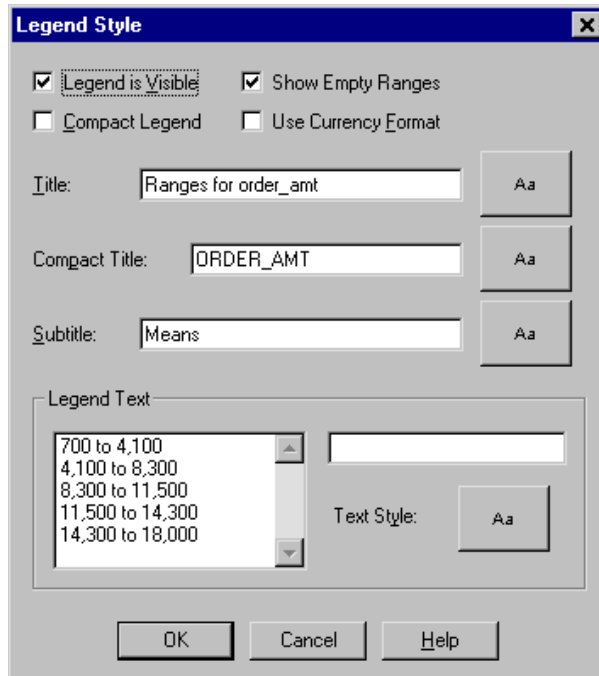 Legend Style
Legend is Visible
Show Empty Ranges
Compact Legend
Use Currency Format
Title:
Ranges for order_amt
Aa
Compact Title:
ORDER_AMT
Aa
Subtitle:
Means
Aa
Legend Text
700 to 4,100
4,100 to 8,300
8,300 to 11,500
11,500 to 14,300
14,300 to 18,000
Text Style:
Aa
OK
Cancel
Help